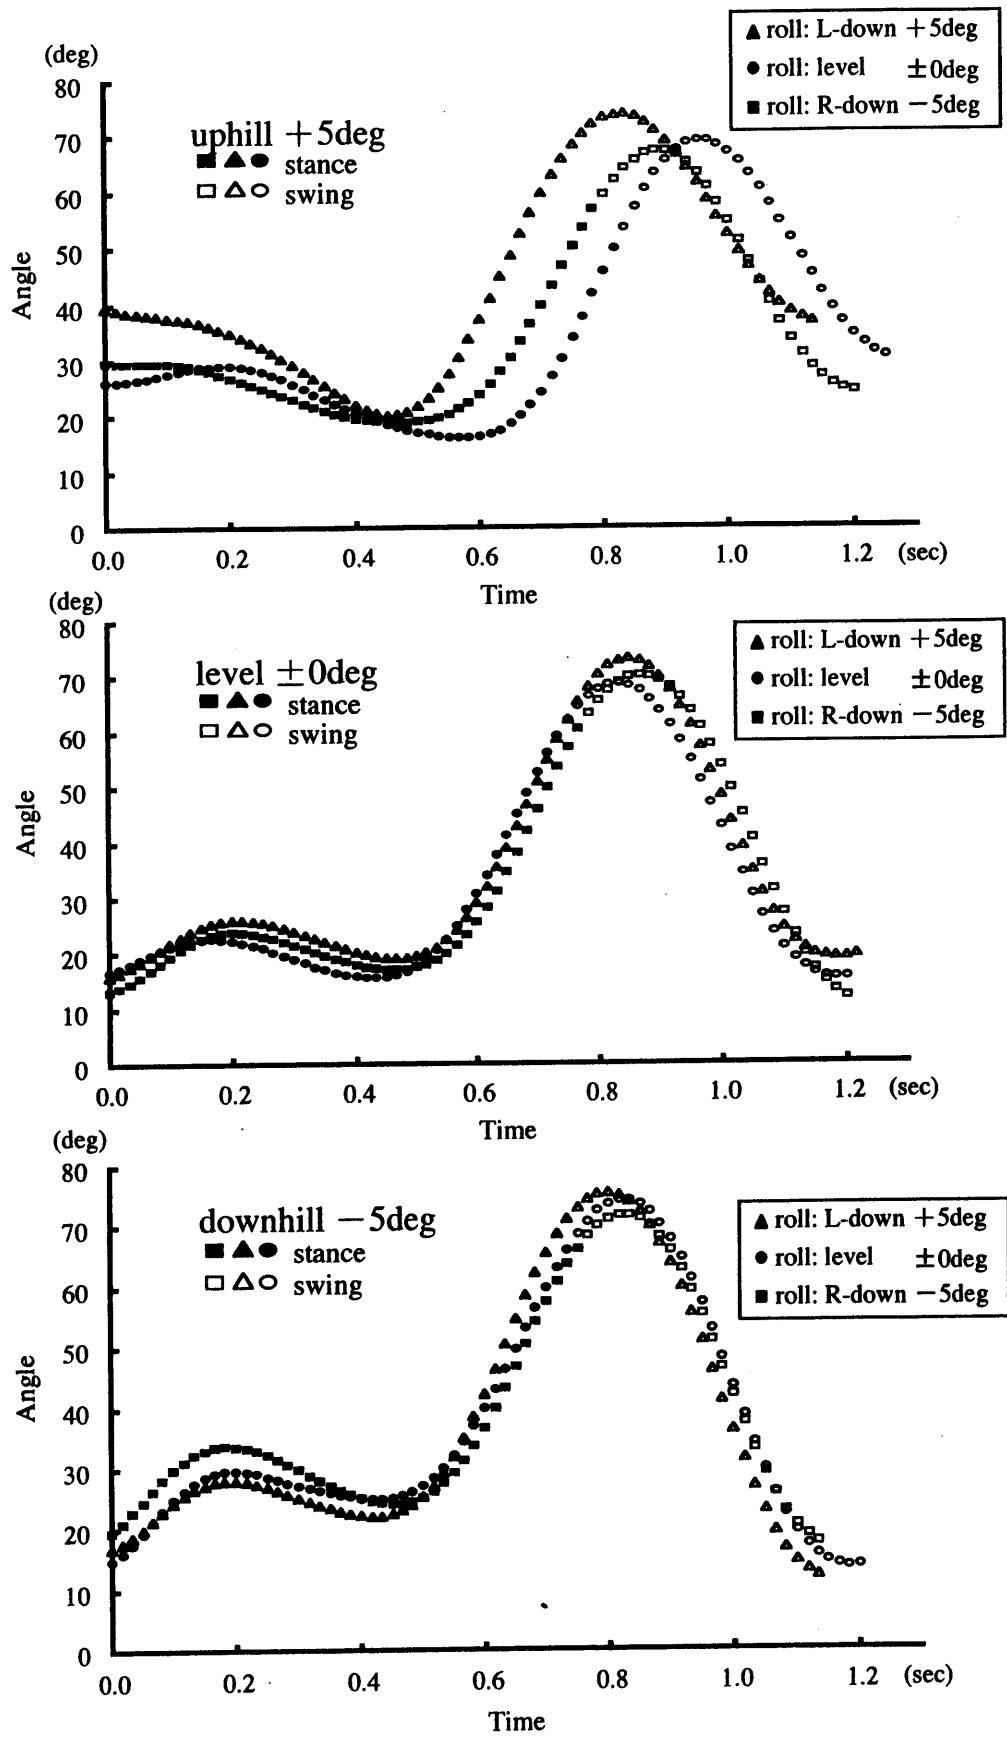 (deg)
▲ roll: L-down +5deg
● roll: level ±0deg
■ roll: R-down −5deg
uphill +5deg
■▲● stance
□△○ swing
80
70
60
50
40
30
20
10
0
Angle
0.0 0.2 0.4 0.6 0.8 1.0 1.2 (sec)
Time
(deg)
▲ roll: L-down +5deg
● roll: level ±0deg
■ roll: R-down −5deg
level ±0deg
■▲● stance
□△○ swing
80
70
60
50
40
30
20
10
0
Angle
0.0 0.2 0.4 0.6 0.8 1.0 1.2 (sec)
Time
(deg)
▲ roll: L-down +5deg
● roll: level ±0deg
■ roll: R-down −5deg
downhill −5deg
■▲● stance
□△○ swing
80
70
60
50
40
30
20
10
0
Angle
0.0 0.2 0.4 0.6 0.8 1.0 1.2 (sec)
Time